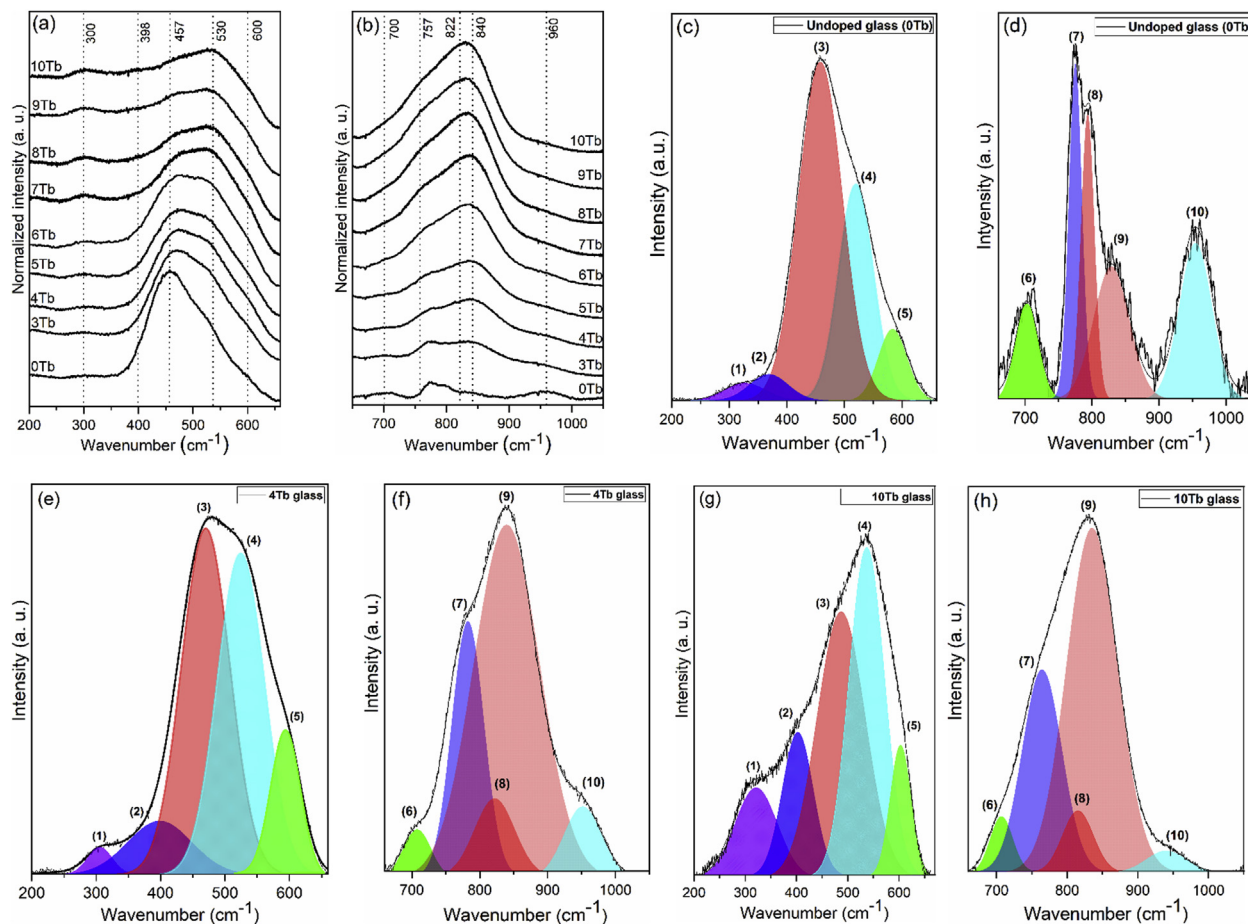 (a)
300
398
457
530
600
10Tb
9Tb
8Tb
7Tb
6Tb
5Tb
4Tb
3Tb
0Tb
Normalized intensity (a. u.)
200 300 400 500 600
Wavenumber (cm-1)
(b)
700
757
822
840
960
10Tb
9Tb
8Tb
7Tb
6Tb
5Tb
4Tb
3Tb
0Tb
Normalized intensity (a. u.)
700 800 900 1000
Wavenumber (cm-1)
(c)
Undoped glass (0Tb)
(3)
(4)
(5)
(2)
(1)
Intensity (a. u.)
200 300 400 500 600
Wavenumber (cm-1)
(d)
Undoped glass (0Tb)
(7)
(8)
(10)
(9)
(6)
Intyensity (a. u.)
700 800 900 1000
Wavenumber (cm-1)
(e)
4Tb glass
(3)
(4)
(5)
(2)
(1)
Intensity (a. u.)
200 300 400 500 600
Wavenumber (cm-1)
(f)
4Tb glass
(9)
(7)
(8)
(10)
(6)
Intensity (a. u.)
700 800 900 1000
Wavenumber (cm-1)
(g)
10Tb glass
(4)
(3)
(2)
(5)
(1)
Intensity (a. u.)
200 300 400 500 600
Wavenumber (cm-1)
(h)
10Tb glass
(9)
(7)
(8)
(6)
(10)
Intensity (a. u.)
700 800 900 1000
Wavenumber (cm-1)